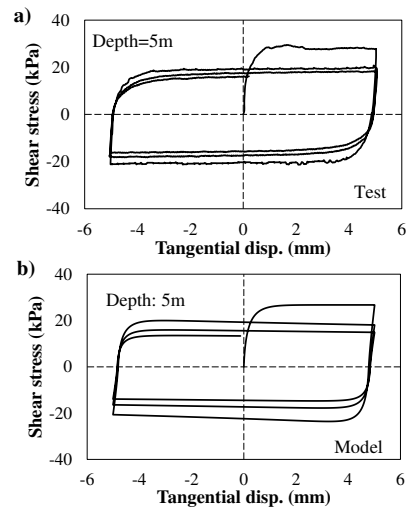 a)
Shear stress (kPa)
40
20
0
-20
-40
Depth=5m
Test
-6
-4
-2
0
2
4
6
Tangential disp. (mm)
b)
Shear stress (kPa)
40
20
0
-20
-40
Depth: 5m
Model
-6
-4
-2
0
2
4
6
Tangential disp. (mm)